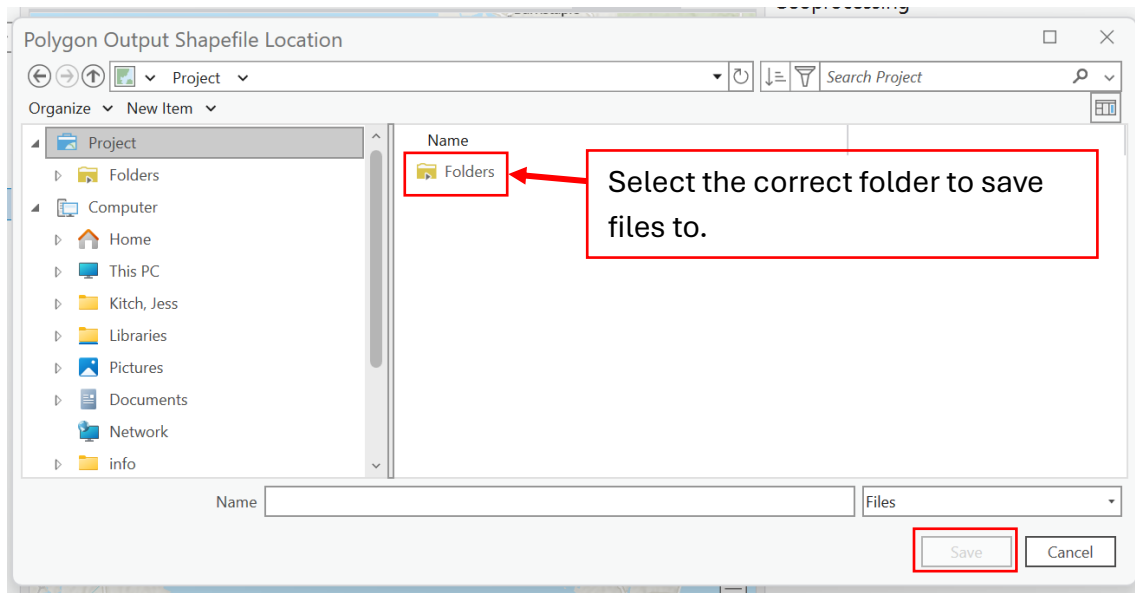 Polygon Output Shapefile Location
Project
Search Project
Organize New Item
Name
Project
Folders
Folders
Select the correct folder to save
files to.
Computer
Home
This PC
Kitch, Jess
Libraries
Pictures
Documents
Network
info
Name
Files
Save Cancel